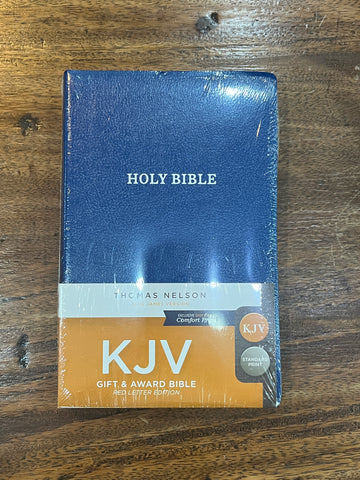 HOLY BIBLE
THOMAS NELSON
Comfort Print
KJV
STANDARD
PRINT
KJV
GIFT & AWARD BIBLE
RED LETTER EDITION